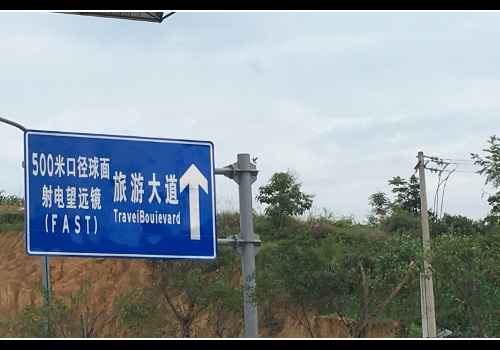 500米口径球面
射电望远镜
(FAST)
旅游大道
TraveiBouievard